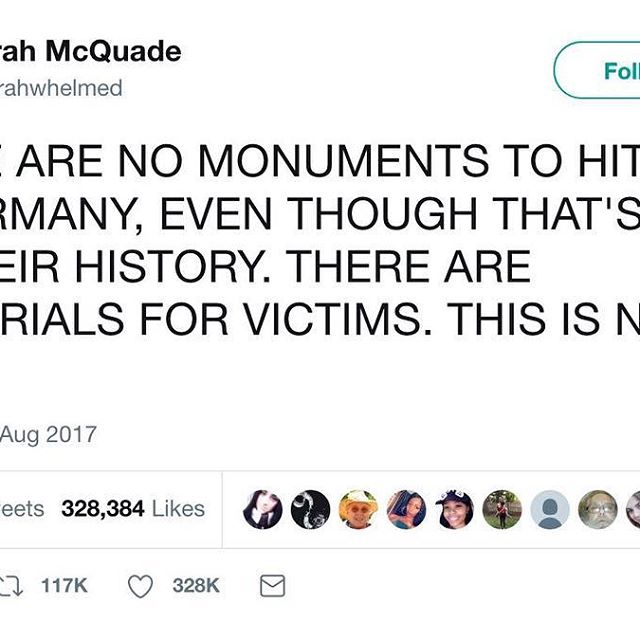 rah McQuade
rahwhelmed
Foll
E ARE NO MONUMENTS TO HIT
RMANY, EVEN THOUGH THAT'S
EIR HISTORY. THERE ARE
RIALS FOR VICTIMS. THIS IS N
Aug 2017
eets 328,384 Likes
117K 328K